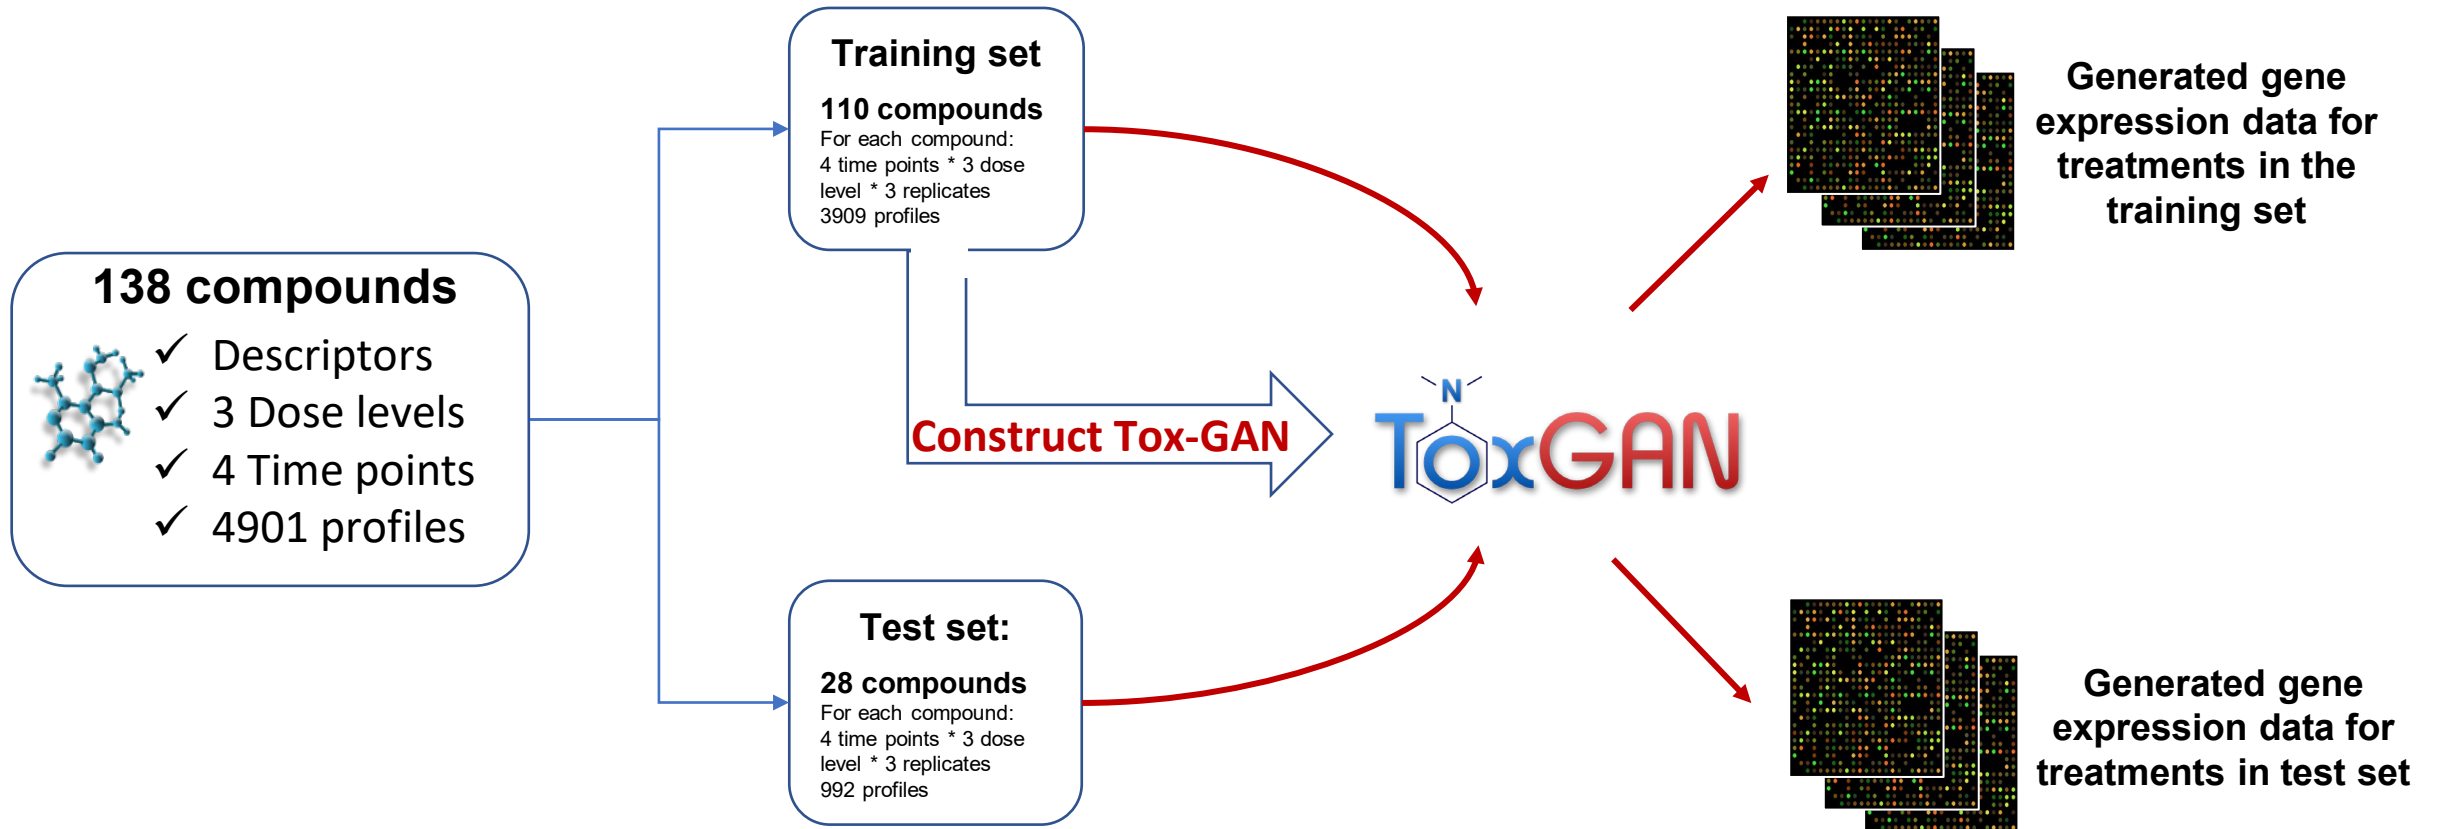 138 compounds
✓ Descriptors
✓ 3 Dose levels
✓ 4 Time points
✓ 4901 profiles
Training set
110 compounds
For each compound:
4 time points * 3 dose
level * 3 replicates
3909 profiles
Construct Tox-GAN
Test set:
28 compounds
For each compound:
4 time points * 3 dose
level * 3 replicates
992 profiles
N
ToxGAN
Generated gene
expression data for
treatments in the
training set
Generated gene
expression data for
treatments in test set